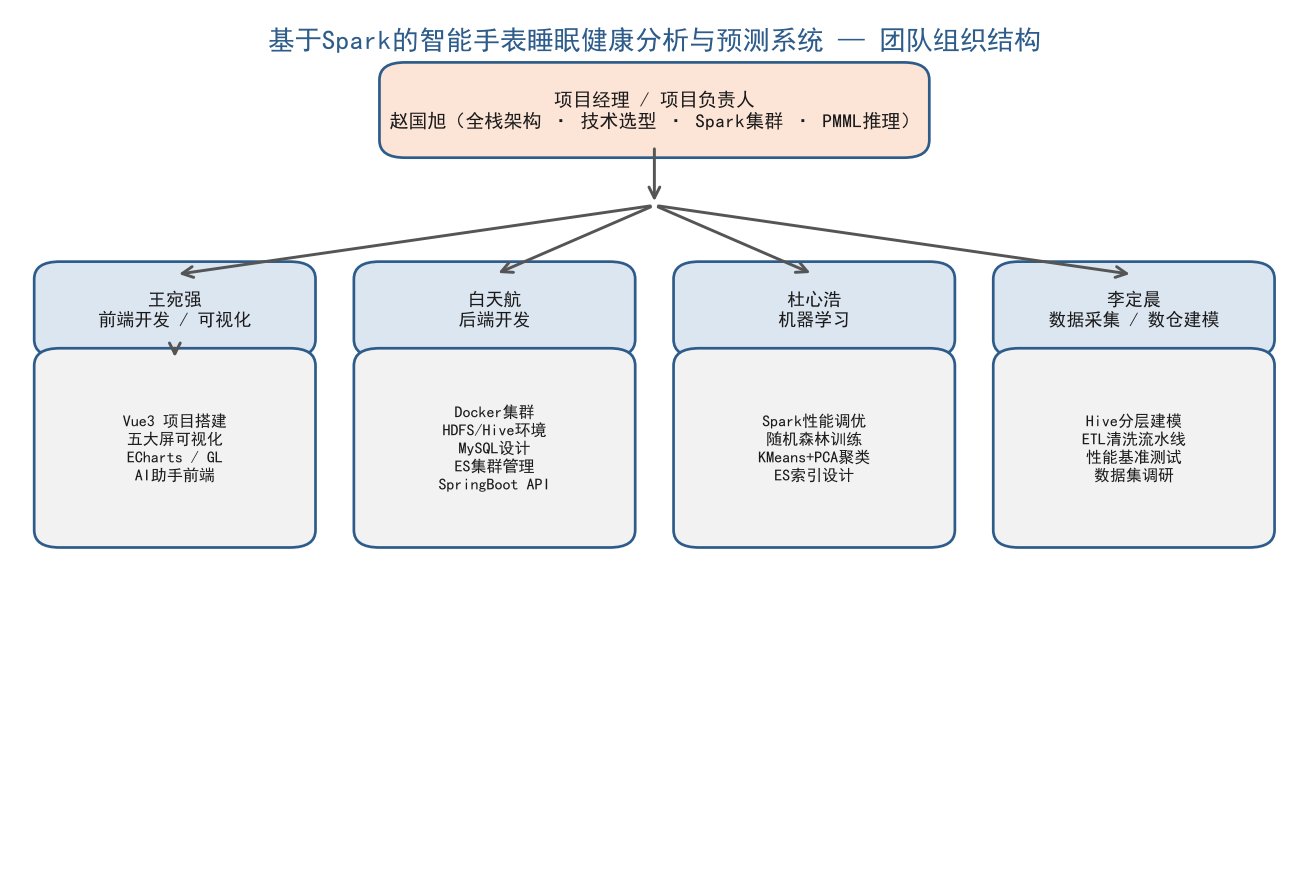 基于Spark的智能手表睡眠健康分析与预测系统 — 团队组织结构
项目经理 / 项目负责人
赵国旭（全栈架构 · 技术选型 · Spark集群 · PMML推理）
王宛强
前端开发 / 可视化
白天航
后端开发
杜心浩
机器学习
李定晨
数据采集 / 数仓建模
Vue3 项目搭建
五大屏可视化
ECharts / GL
AI助手前端
Docker集群
HDFS/Hive环境
MySQL设计
ES集群管理
SpringBoot API
Spark性能调优
随机森林训练
KMeans+PCA聚类
ES索引设计
Hive分层建模
ETL清洗流水线
性能基准测试
数据集调研